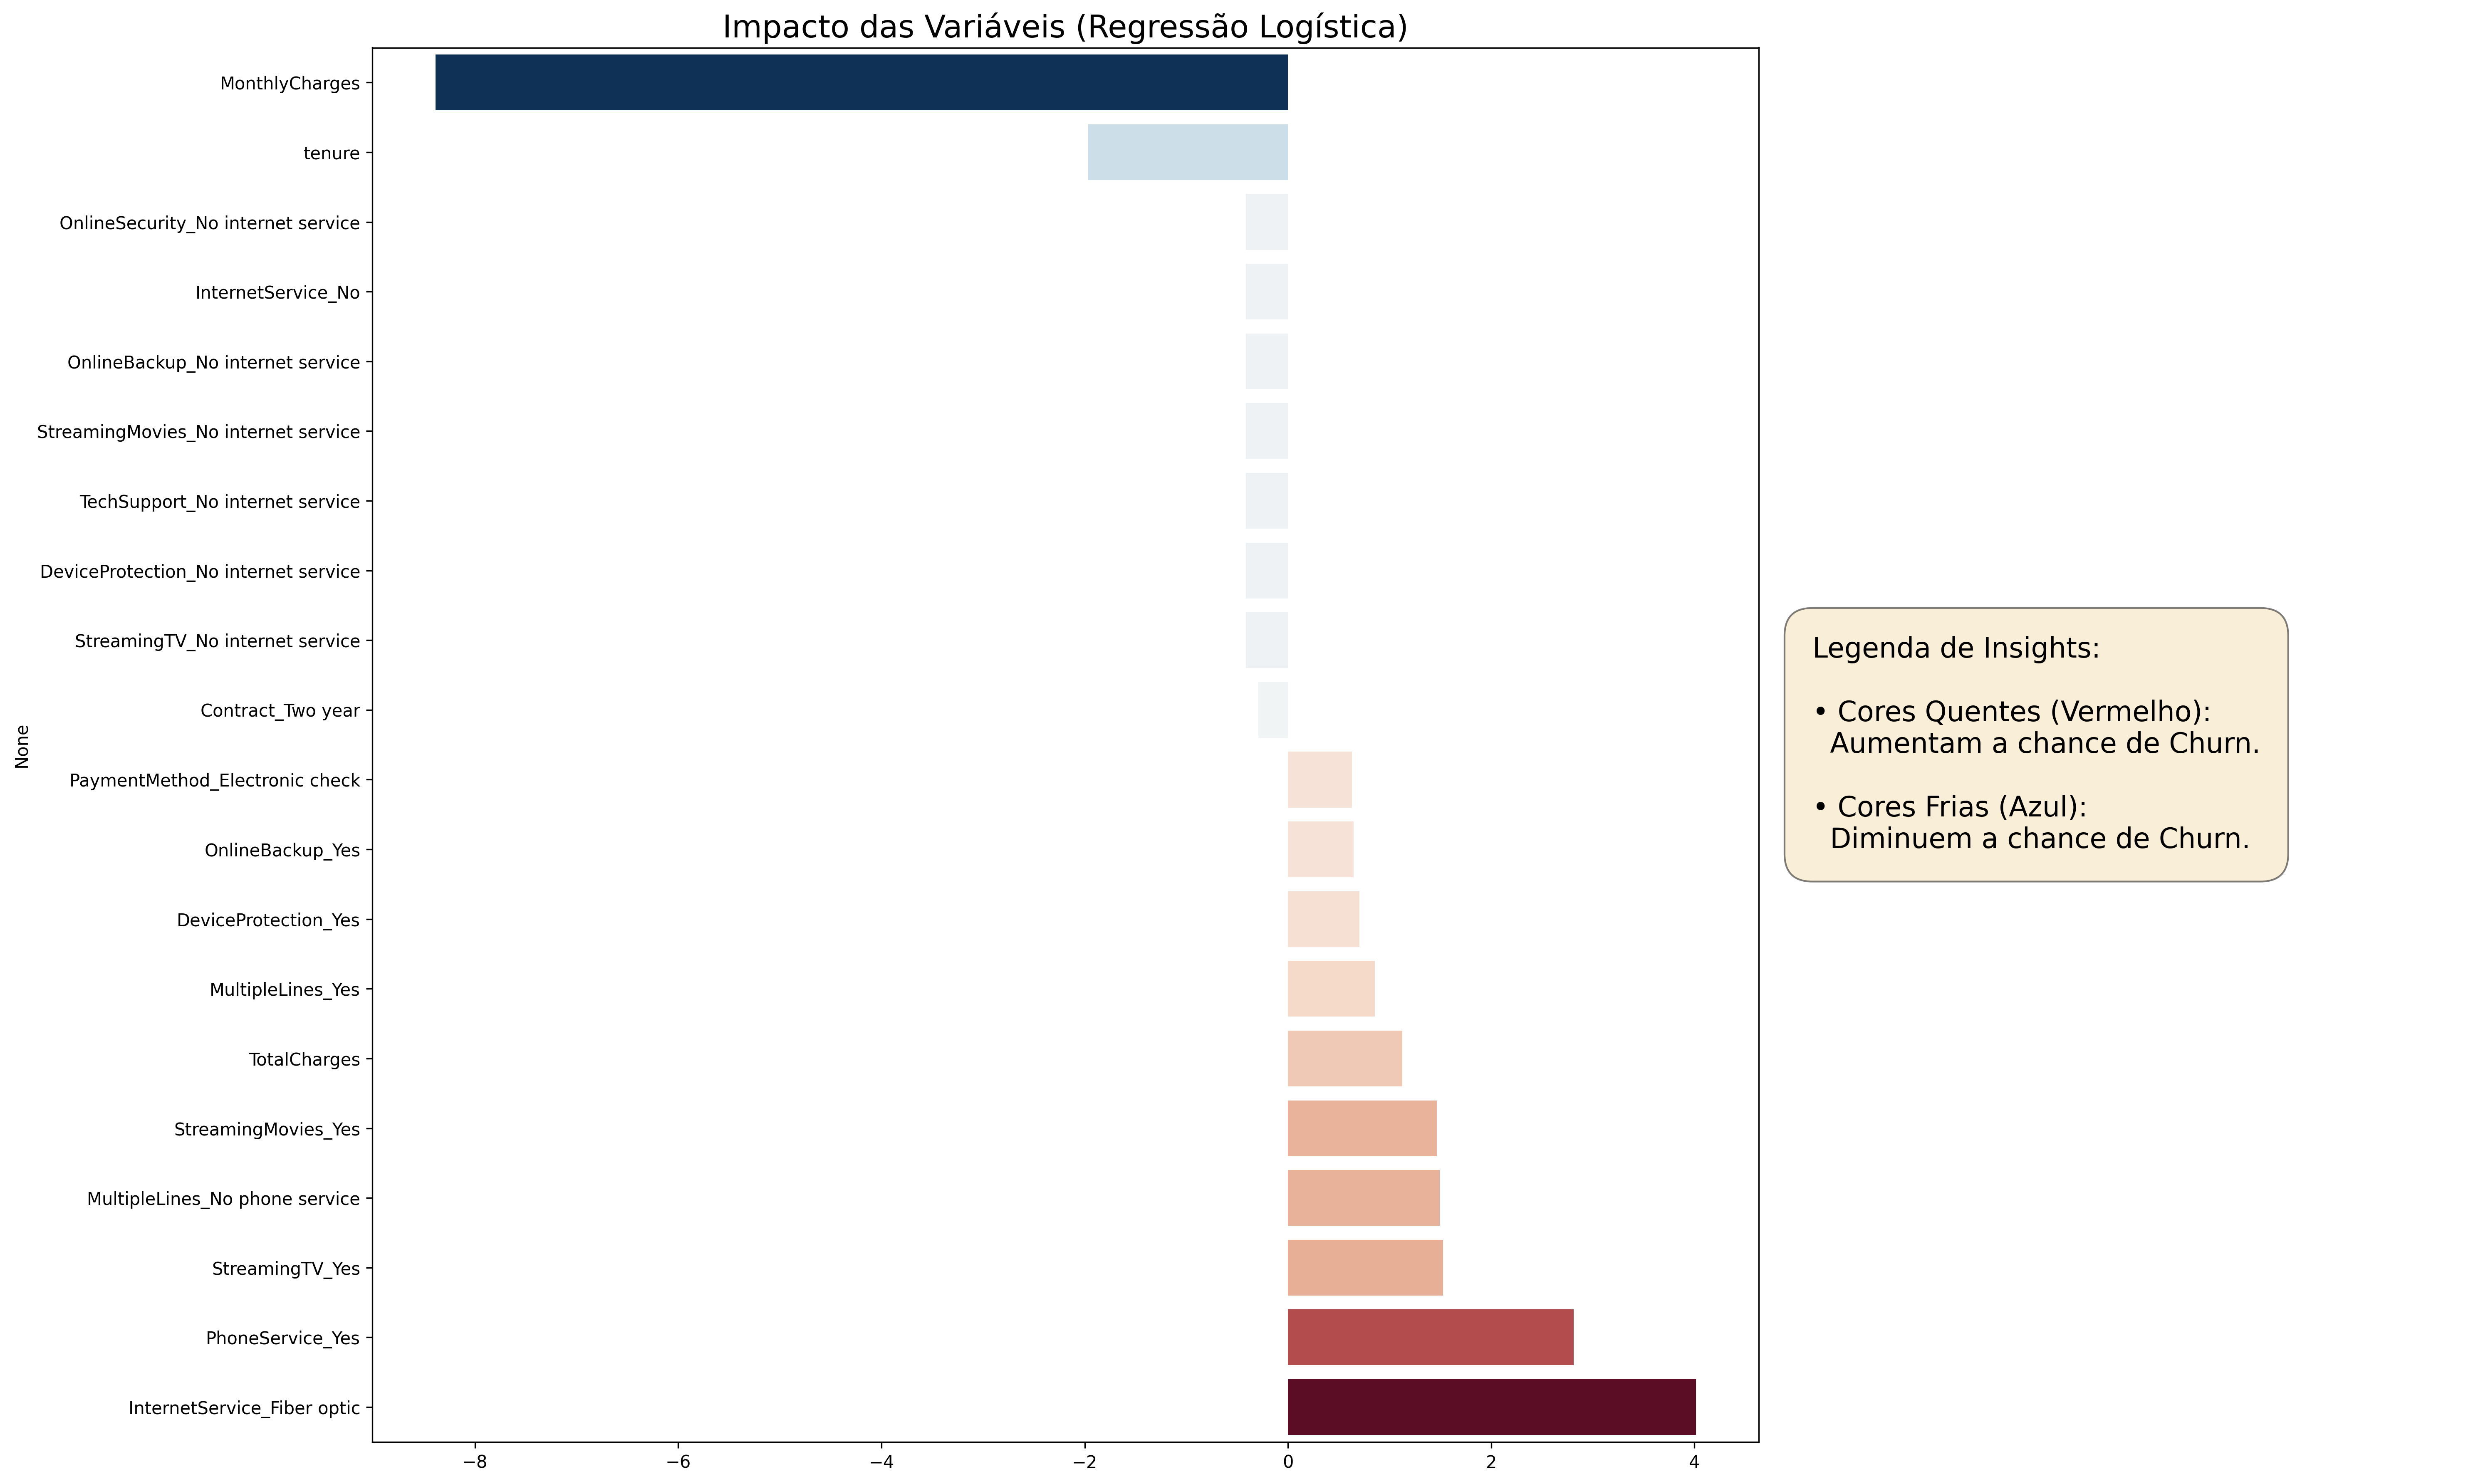 Impacto das Variáveis (Regressão Logística)
MonthlyCharges
tenure
OnlineSecurity_No internet service
InternetService_No
OnlineBackup_No internet service
StreamingMovies_No internet service
TechSupport_No internet service
DeviceProtection_No internet service
StreamingTV_No internet service
Contract_Two year
None
PaymentMethod_Electronic check
OnlineBackup_Yes
DeviceProtection_Yes
MultipleLines_Yes
TotalCharges
StreamingMovies_Yes
MultipleLines_No phone service
StreamingTV_Yes
PhoneService_Yes
InternetService_Fiber optic
−8 −6 −4 −2 0 2 4
Legenda de Insights:
• Cores Quentes (Vermelho):
Aumentam a chance de Churn.
• Cores Frias (Azul):
Diminuem a chance de Churn.